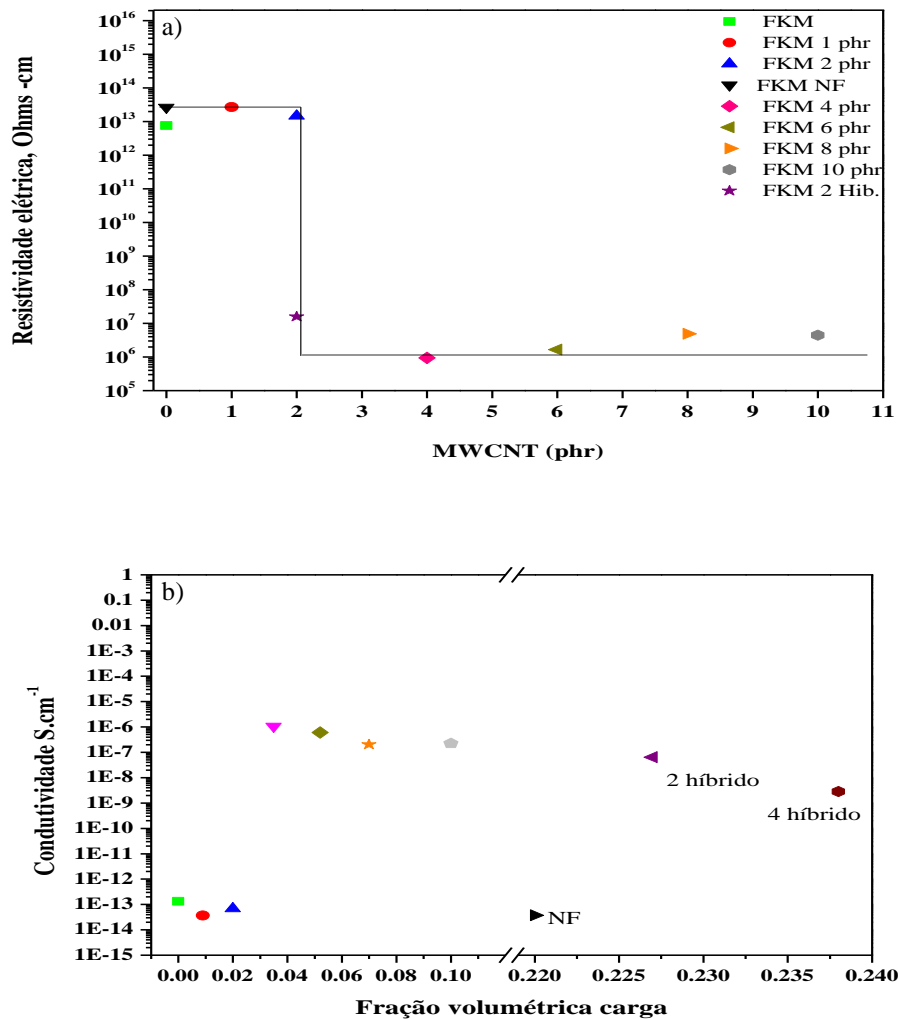 a)
10^16
10^15
10^14
10^13
10^12
10^11
10^10
10^9
10^8
10^7
10^6
10^5
Resistividade elétrica, Ohms -cm
FKM
FKM 1 phr
FKM 2 phr
FKM NF
FKM 4 phr
FKM 6 phr
FKM 8 phr
FKM 10 phr
FKM 2 Hib.
0 1 2 3 4 5 6 7 8 9 10 11
MWCNT (phr)
b)
1
0.1
0.01
1E-3
1E-4
1E-5
1E-6
1E-7
1E-8
1E-9
1E-10
1E-11
1E-12
1E-13
1E-14
1E-15
Condutividade S.cm^-1
2 híbrido
4 híbrido
NF
0.00 0.02 0.04 0.06 0.08 0.10 0.220 0.225 0.230 0.235 0.240
Fração volumétrica carga